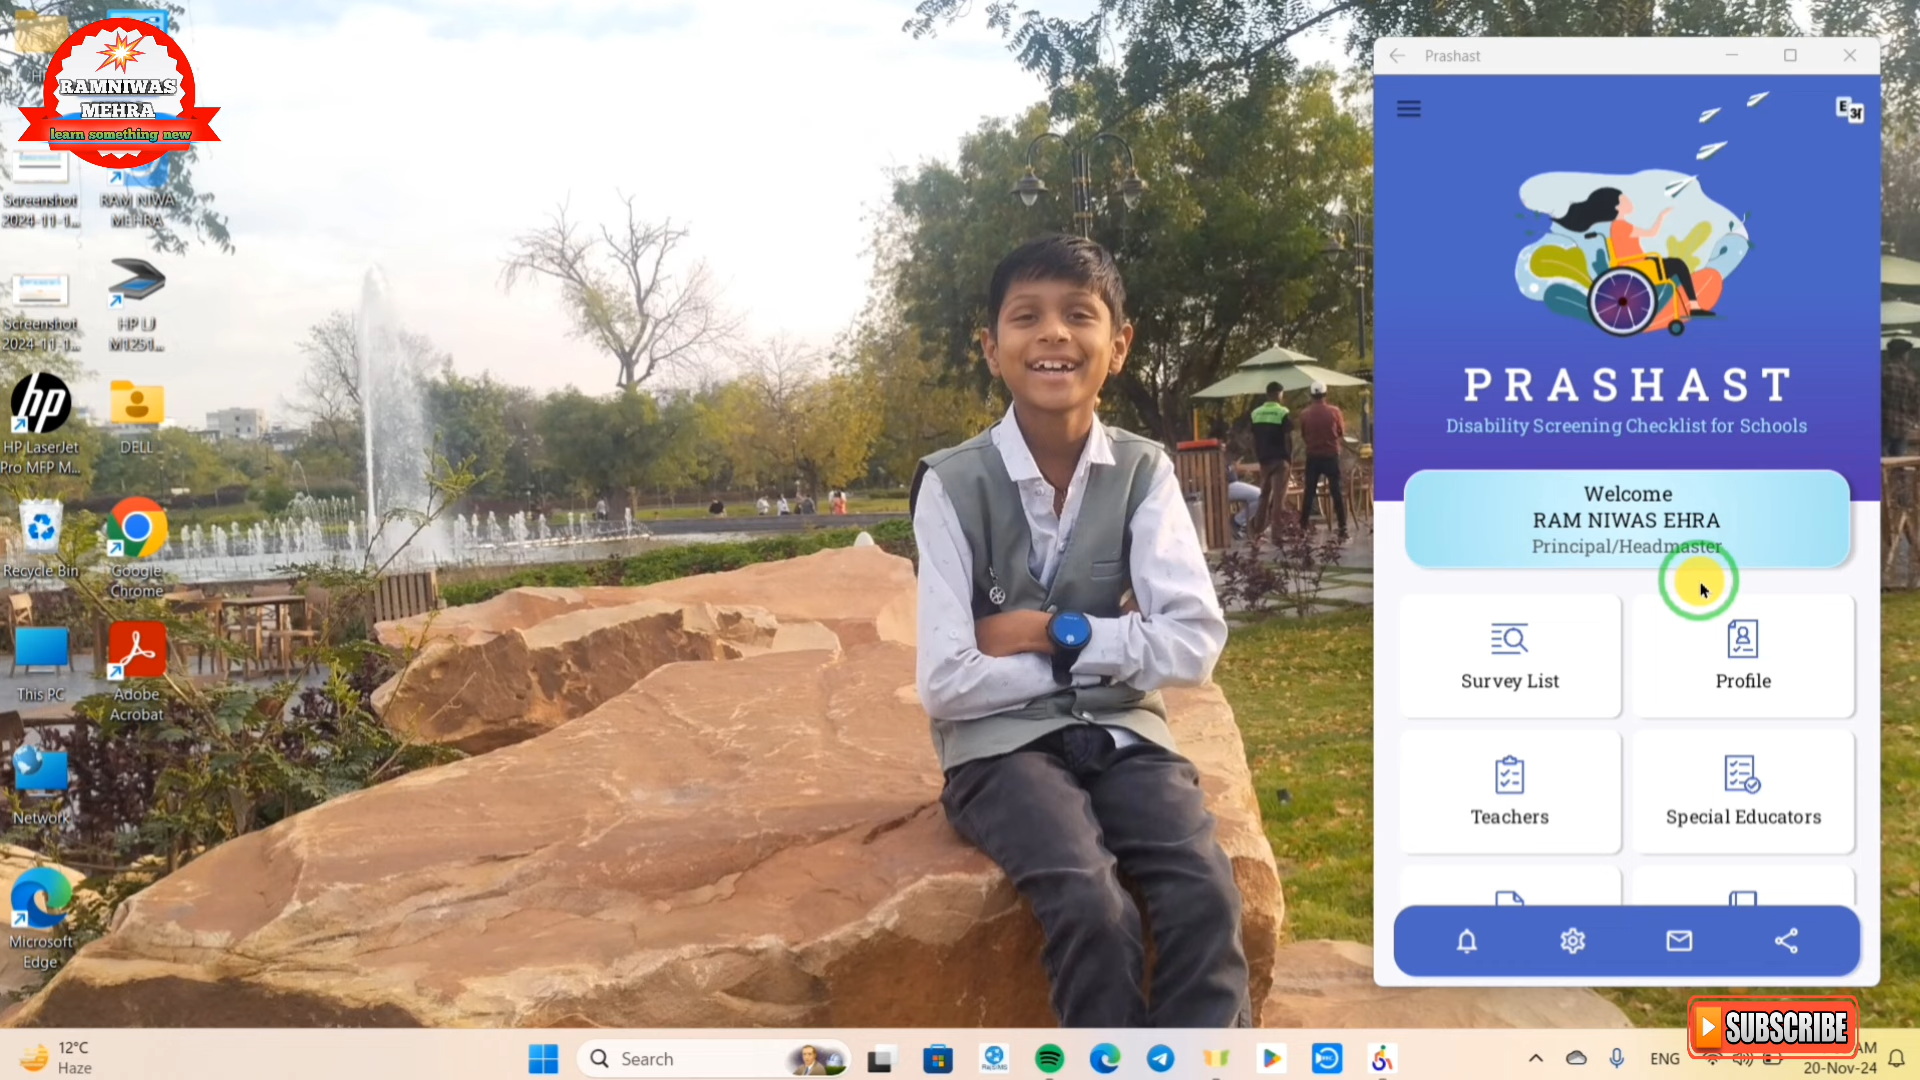 RAMNIWAS
MEHRA
learn something new
Screenshot
2024-11-1...
RAM NIWA
MEHRA
Screenshot
2024-11-1...
HP LJ
M1251...
HP LaserJet
Pro MFP M...
DELL
Recycle Bin
Google
Chrome
This PC
Adobe
Acrobat
Network
Microsoft
Edge
Prashast
PRASHAST
Disability Screening Checklist for Schools
Welcome
RAM NIWAS EHRA
Principal/Headmaster
Survey List
Profile
Teachers
Special Educators
SUBSCRIBE
12°C
Haze
Search
ENG
AM
20-Nov-24